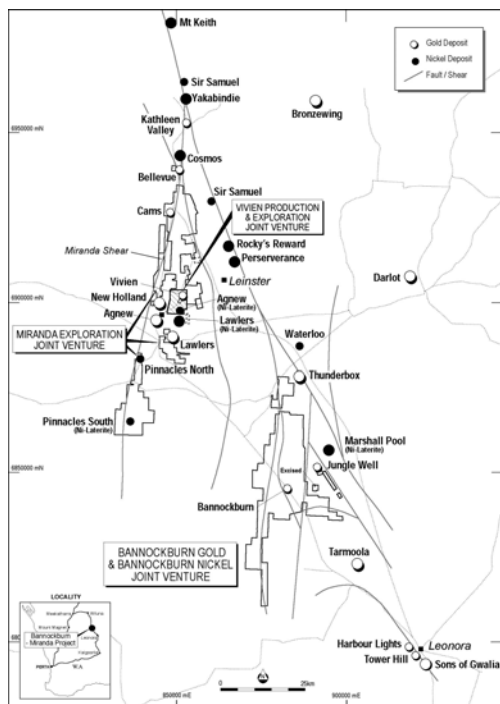 Mt Keith
Gold Deposit
Nickel Deposit
Fault / Shear
Sir Samuel
Yakabindie
Bronzewing
Kathleen
Valley
6950000 mN
Cosmos
Bellevue
Sir Samuel
VIVIEN PRODUCTION
& EXPLORATION
JOINT VENTURE
Cams
Miranda Shear
Rocky's Reward
Perserverance
Leinster
Darlot
Vivien
New Holland
Agnew
(Ni-Laterite)
6900000 mN
Agnew
Lawlers
(Ni-Laterite)
MIRANDA EXPLORATION
JOINT VENTURE
Lawlers
Waterloo
Pinnacles North
Thunderbox
Pinnacles South
(Ni-Laterite)
Marshall Pool
(Ni-Laterite)
Excised
Jungle Well
6850000 mN
Bannockburn
BANNOCKBURN GOLD
& BANNOCKBURN NICKEL
JOINT VENTURE
Tarmoola
LOCALITY
Bannockburn
- Miranda Project
PERTH
W.A.
Harbour Lights
Leonora
Tower Hill
Sons of Gwalia
850000 mN
0
25km
900000 mN